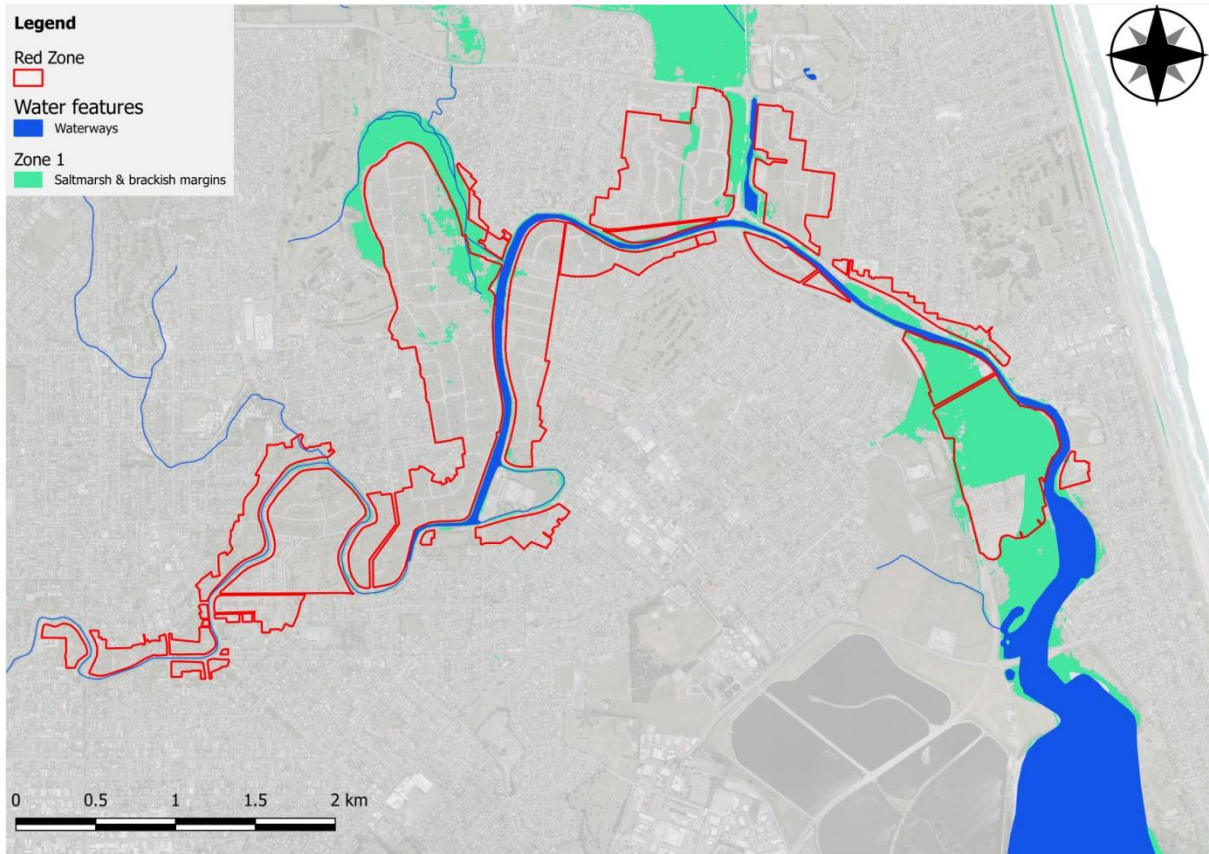 Legend
Red Zone
Water features
Waterways
Zone 1
Saltmarsh & brackish margins
0 0.5 1 1.5 2 km